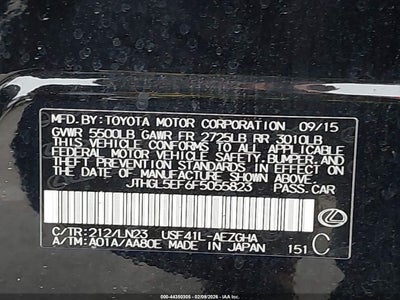 MFD. BY: TOYOTA MOTOR CORPORATION 09/15
GVWR 5500LB GAWR FR 2725LB RR 3010LB
THIS VEHICLE CONFORMS TO ALL APPLICABLE
FEDERAL MOTOR VEHICLE SAFETY, BUMPER, AND
THEFT PREVENTION STANDARDS IN EFFECT ON
THE DATE OF MANUFACTURE SHOWN ABOVE.
JTHGL5EF6F5055823 PASS.CAR
C/TR: 212/LN23 USF41L-AEZGHA
A/TM: A01A/AA80E MADE IN JAPAN 151 C
000-44350305 - 02/09/2026 - IAA Inc.